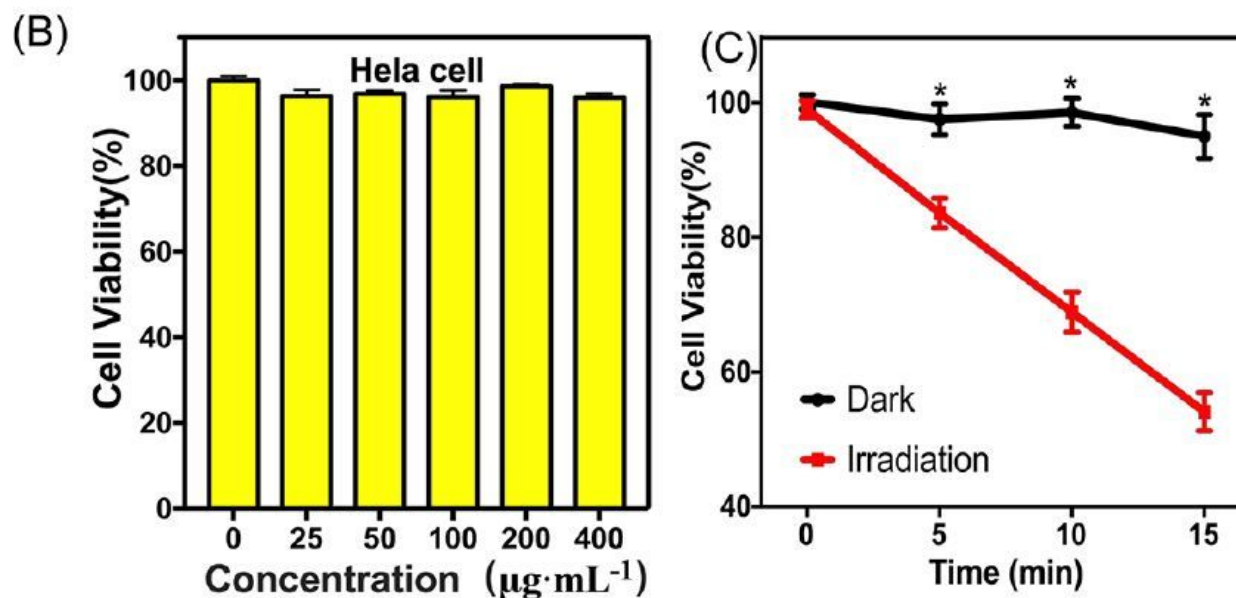 (B)
Hela cell
Cell Viability(%)
100
80
60
40
20
0
0 25 50 100 200 400
Concentration (μg·mL⁻¹)
(C)
* * *
Cell Viability(%)
100
80
60
40
Dark
Irradiation
0 5 10 15
Time (min)